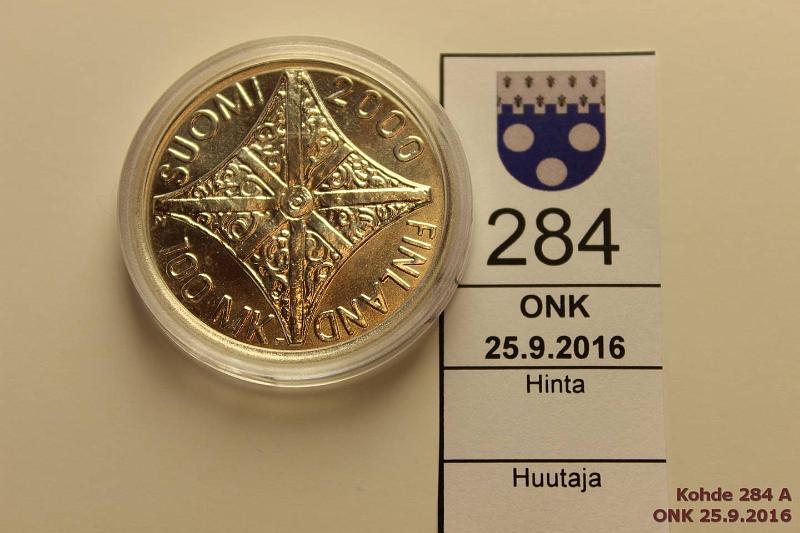 SUOMI 2000
FINLAND
100 MK
284
ONK
25.9.2016
Hinta
Huutaja
Kohde 284 A
ONK 25.9.2016